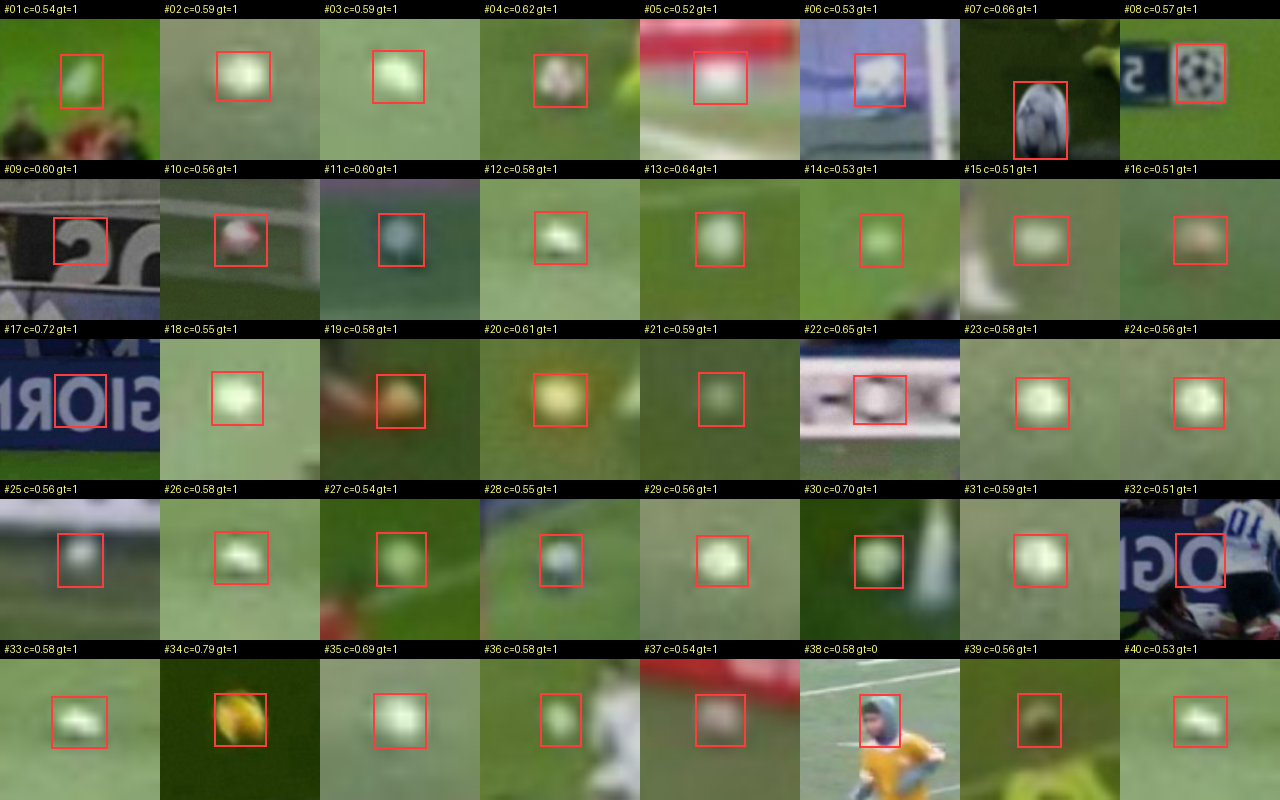 #01 c=0.54 gt=1 #02 c=0.59 gt=1 #03 c=0.59 gt=1 #04 c=0.62 gt=1 #05 c=0.52 gt=1 #06 c=0.53 gt=1 #07 c=0.66 gt=1 #08 c=0.57 gt=1
#09 c=0.60 gt=1 #10 c=0.56 gt=1 #11 c=0.60 gt=1 #12 c=0.58 gt=1 #13 c=0.64 gt=1 #14 c=0.53 gt=1 #15 c=0.51 gt=1 #16 c=0.51 gt=1
#17 c=0.72 gt=1 #18 c=0.55 gt=1 #19 c=0.58 gt=1 #20 c=0.61 gt=1 #21 c=0.59 gt=1 #22 c=0.65 gt=1 #23 c=0.58 gt=1 #24 c=0.56 gt=1
#25 c=0.56 gt=1 #26 c=0.58 gt=1 #27 c=0.54 gt=1 #28 c=0.55 gt=1 #29 c=0.56 gt=1 #30 c=0.70 gt=1 #31 c=0.59 gt=1 #32 c=0.51 gt=1
#33 c=0.58 gt=1 #34 c=0.79 gt=1 #35 c=0.69 gt=1 #36 c=0.58 gt=1 #37 c=0.54 gt=1 #38 c=0.58 gt=0 #39 c=0.56 gt=1 #40 c=0.53 gt=1